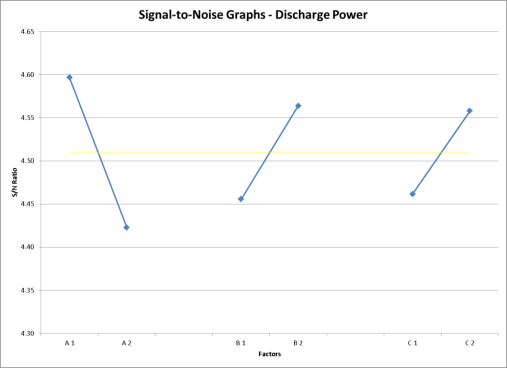 Signal-to-Noise Graphs - Discharge Power
4.65
4.60
4.55
4.50
4.45
4.40
4.35
4.30
S/N Ratio
A 1 A 2 B 1 B 2 C 1 C 2
Factors